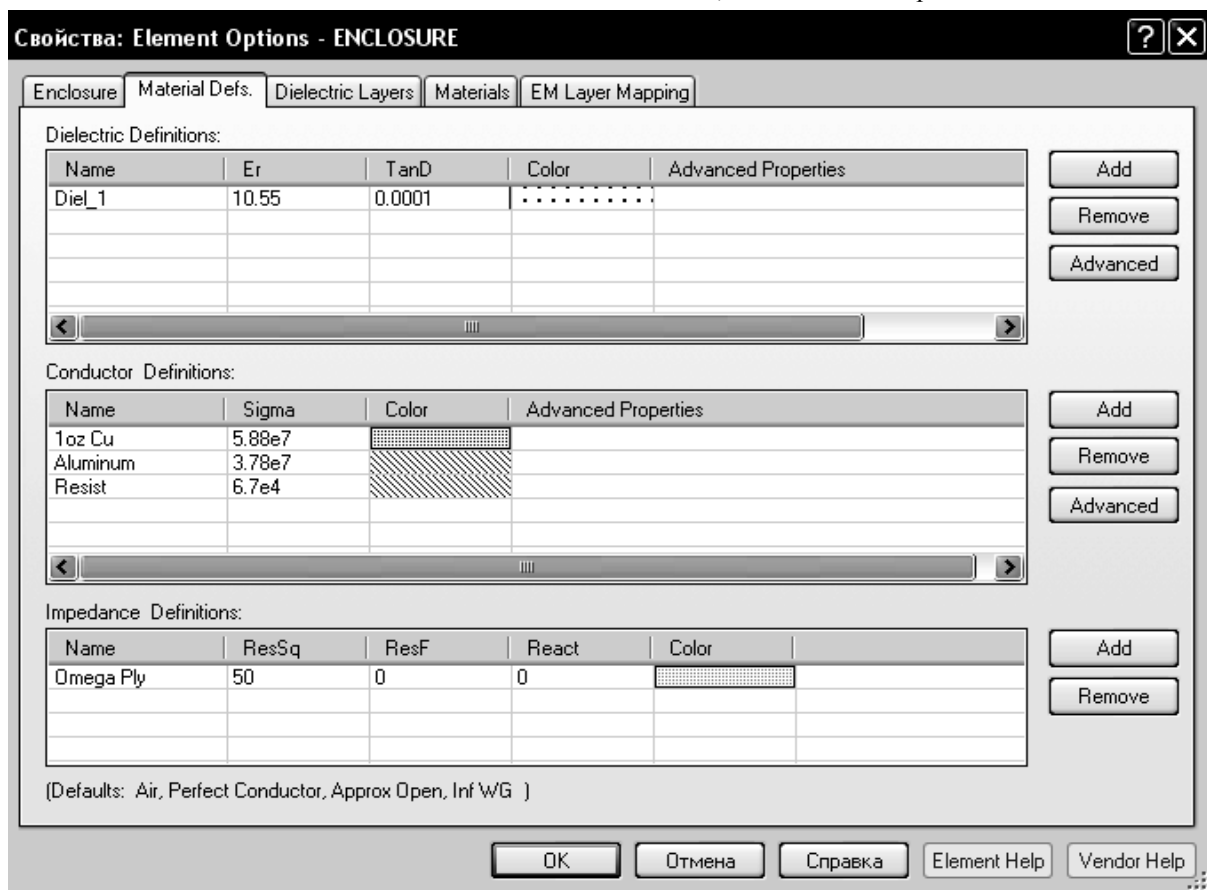 Свойства: Element Options - ENCLOSURE
Enclosure Material Defs. Dielectric Layers Materials EM Layer Mapping
Dielectric Definitions:
Name Er TanD Color Advanced Properties Add
Diel_1 10.55 0.0001
Remove
Advanced
Conductor Definitions:
Name Sigma Color Advanced Properties Add
1oz Cu 5.88e7
Aluminum 3.78e7 Remove
Resist 6.7e4
Advanced
Impedance Definitions:
Name ResSq ResF React Color Add
Omega Ply 50 0 0
Remove
(Defaults: Air, Perfect Conductor, Approx Open, Inf WG )
OK Отмена Справка Element Help Vendor Help